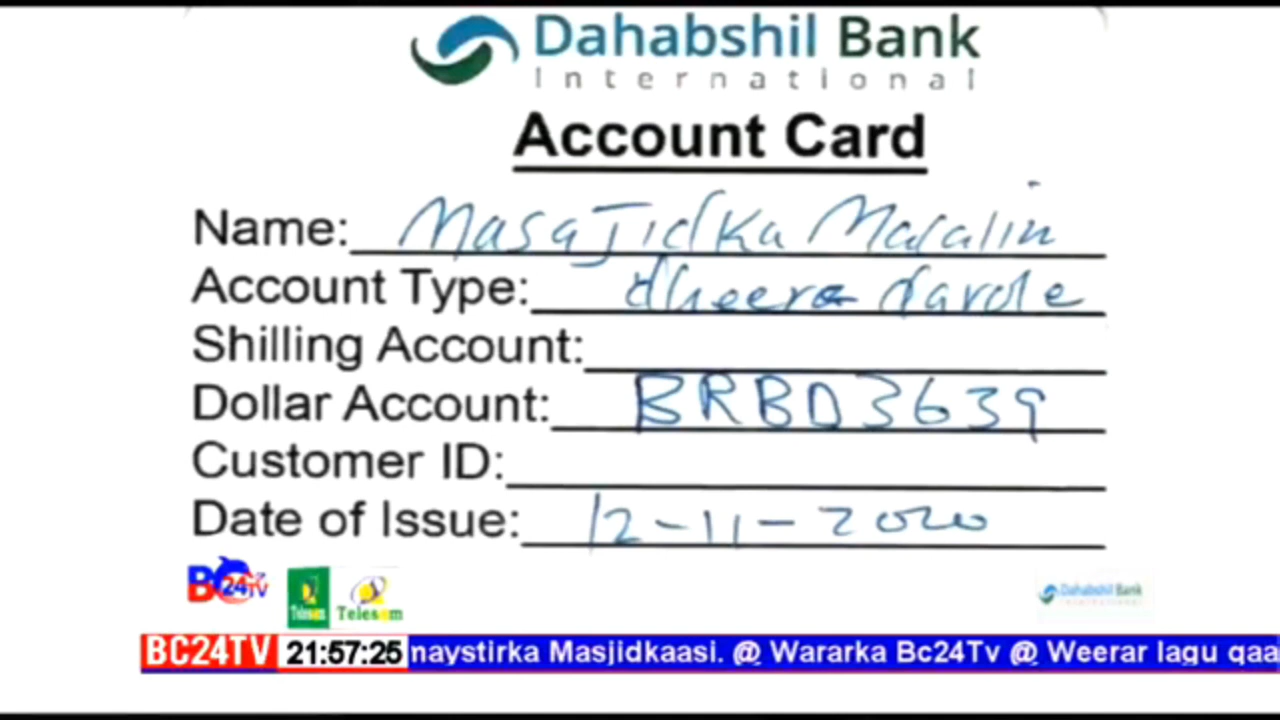 Dahabshil Bank
International
Account Card
Name: Masajidka Macalin
Account Type: dheere darole
Shilling Account:
Dollar Account: BRBD3639
Customer ID:
Date of Issue: 12-11-2020
BC24TV Telesom Telesom Dahabshil Bank
International
BC24TV 21:57:25 naystirka Masjidkaasi. @ Wararka Bc24Tv @ Weerar lagu qaa